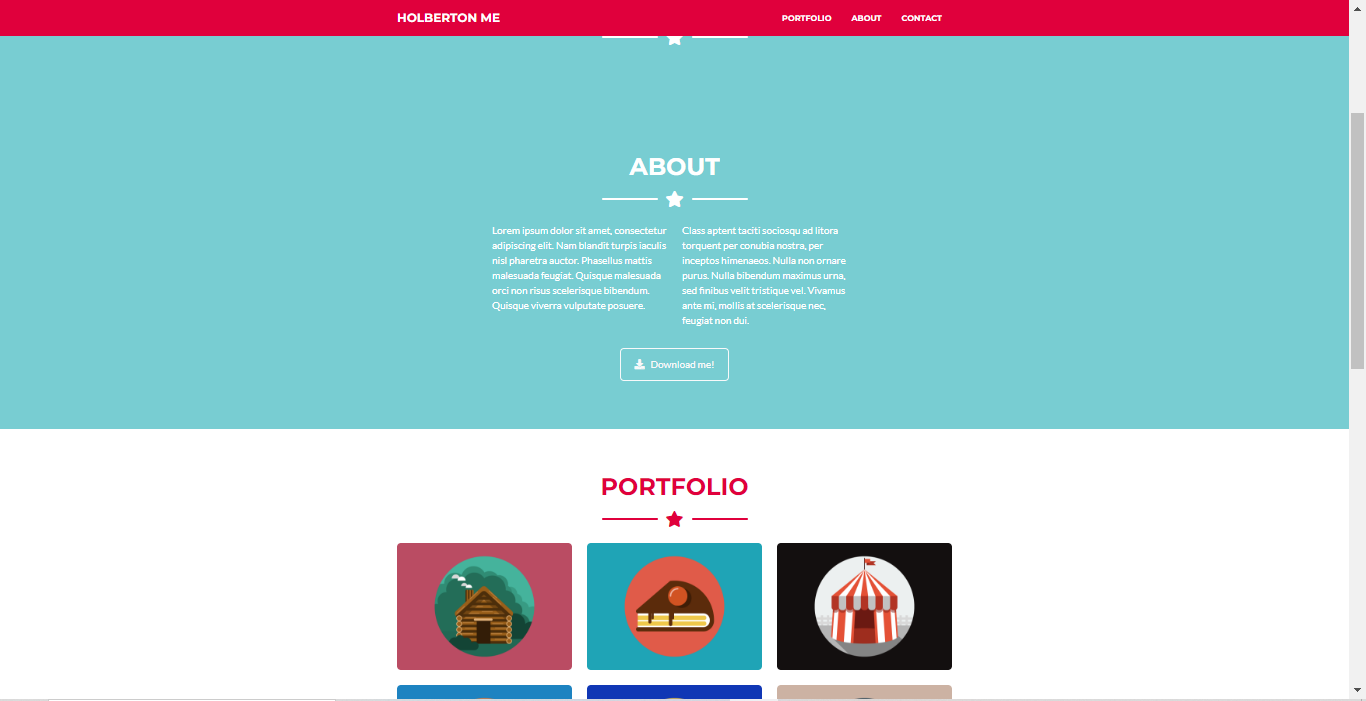 HOLBERTON ME
PORTFOLIO
ABOUT
CONTACT
ABOUT
Lorem ipsum dolor sit amet, consectetur
adipiscing elit. Nam blandit turpis iaculis
nisl pharetra auctor. Phasellus mattis
malesuada feugiat. Quisque malesuada
orci non risus scelerisque bibendum.
Quisque viverra vulputate posuere.
Class aptent taciti sociosqu ad litora
torquent per conubia nostra, per
inceptos himenaeos. Nulla non ornare
purus. Nulla bibendum maximus urna,
sed finibus velit tristique vel. Vivamus
ante mi, mollis at scelerisque nec,
feugiat non dui.
Download me!
PORTFOLIO